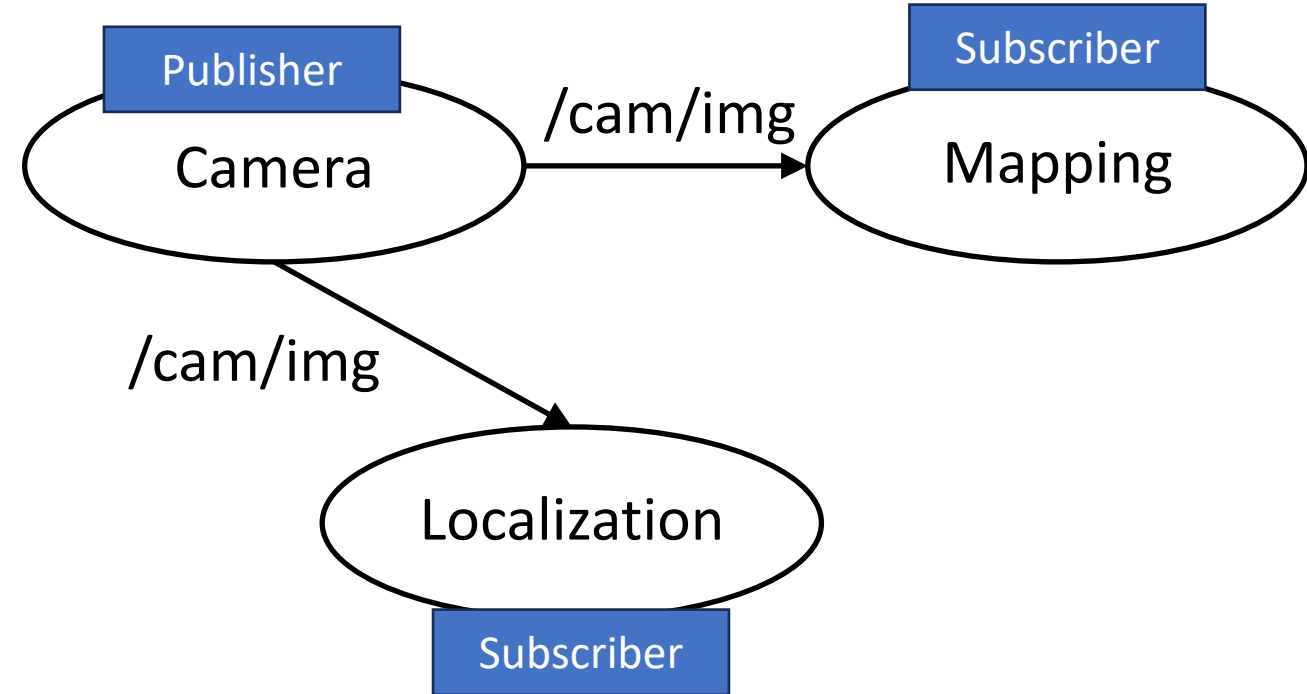 Publisher
Subscriber
/cam/img
Camera
Mapping
/cam/img
Localization
Subscriber